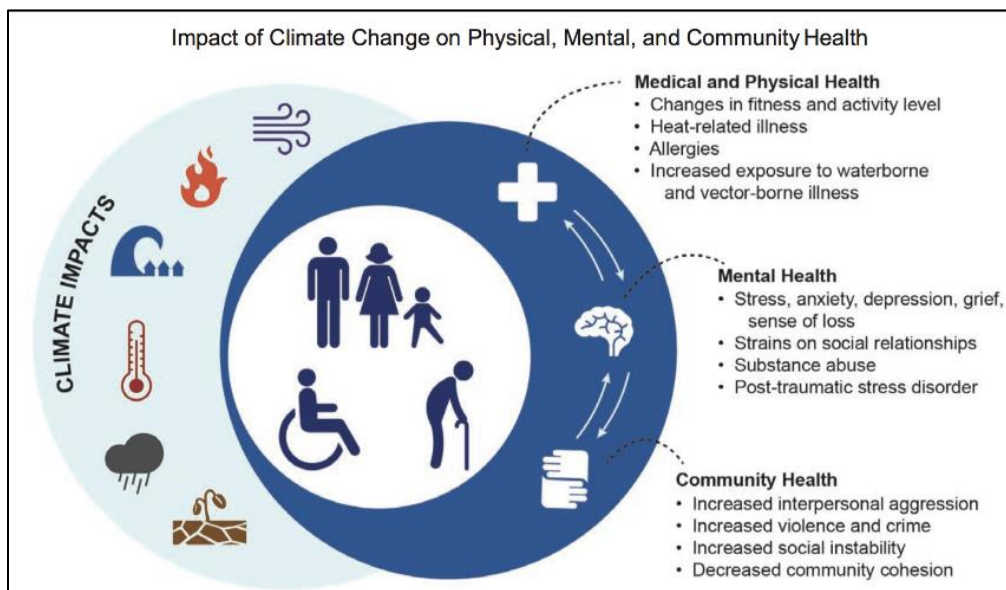 Impact of Climate Change on Physical, Mental, and Community Health
CLIMATE IMPACTS
Medical and Physical Health
• Changes in fitness and activity level
• Heat-related illness
• Allergies
• Increased exposure to waterborne
and vector-borne illness
Mental Health
• Stress, anxiety, depression, grief,
sense of loss
• Strains on social relationships
• Substance abuse
• Post-traumatic stress disorder
Community Health
• Increased interpersonal aggression
• Increased violence and crime
• Increased social instability
• Decreased community cohesion